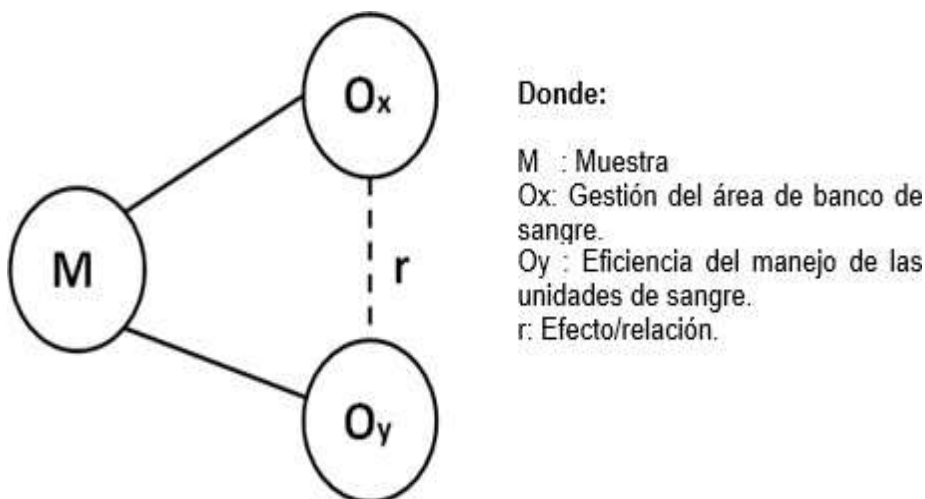 Ox
M
r
Oy
Donde:
M : Muestra
Ox: Gestión del área de banco de
sangre.
Oy : Eficiencia del manejo de las
unidades de sangre.
r: Efecto/relación.